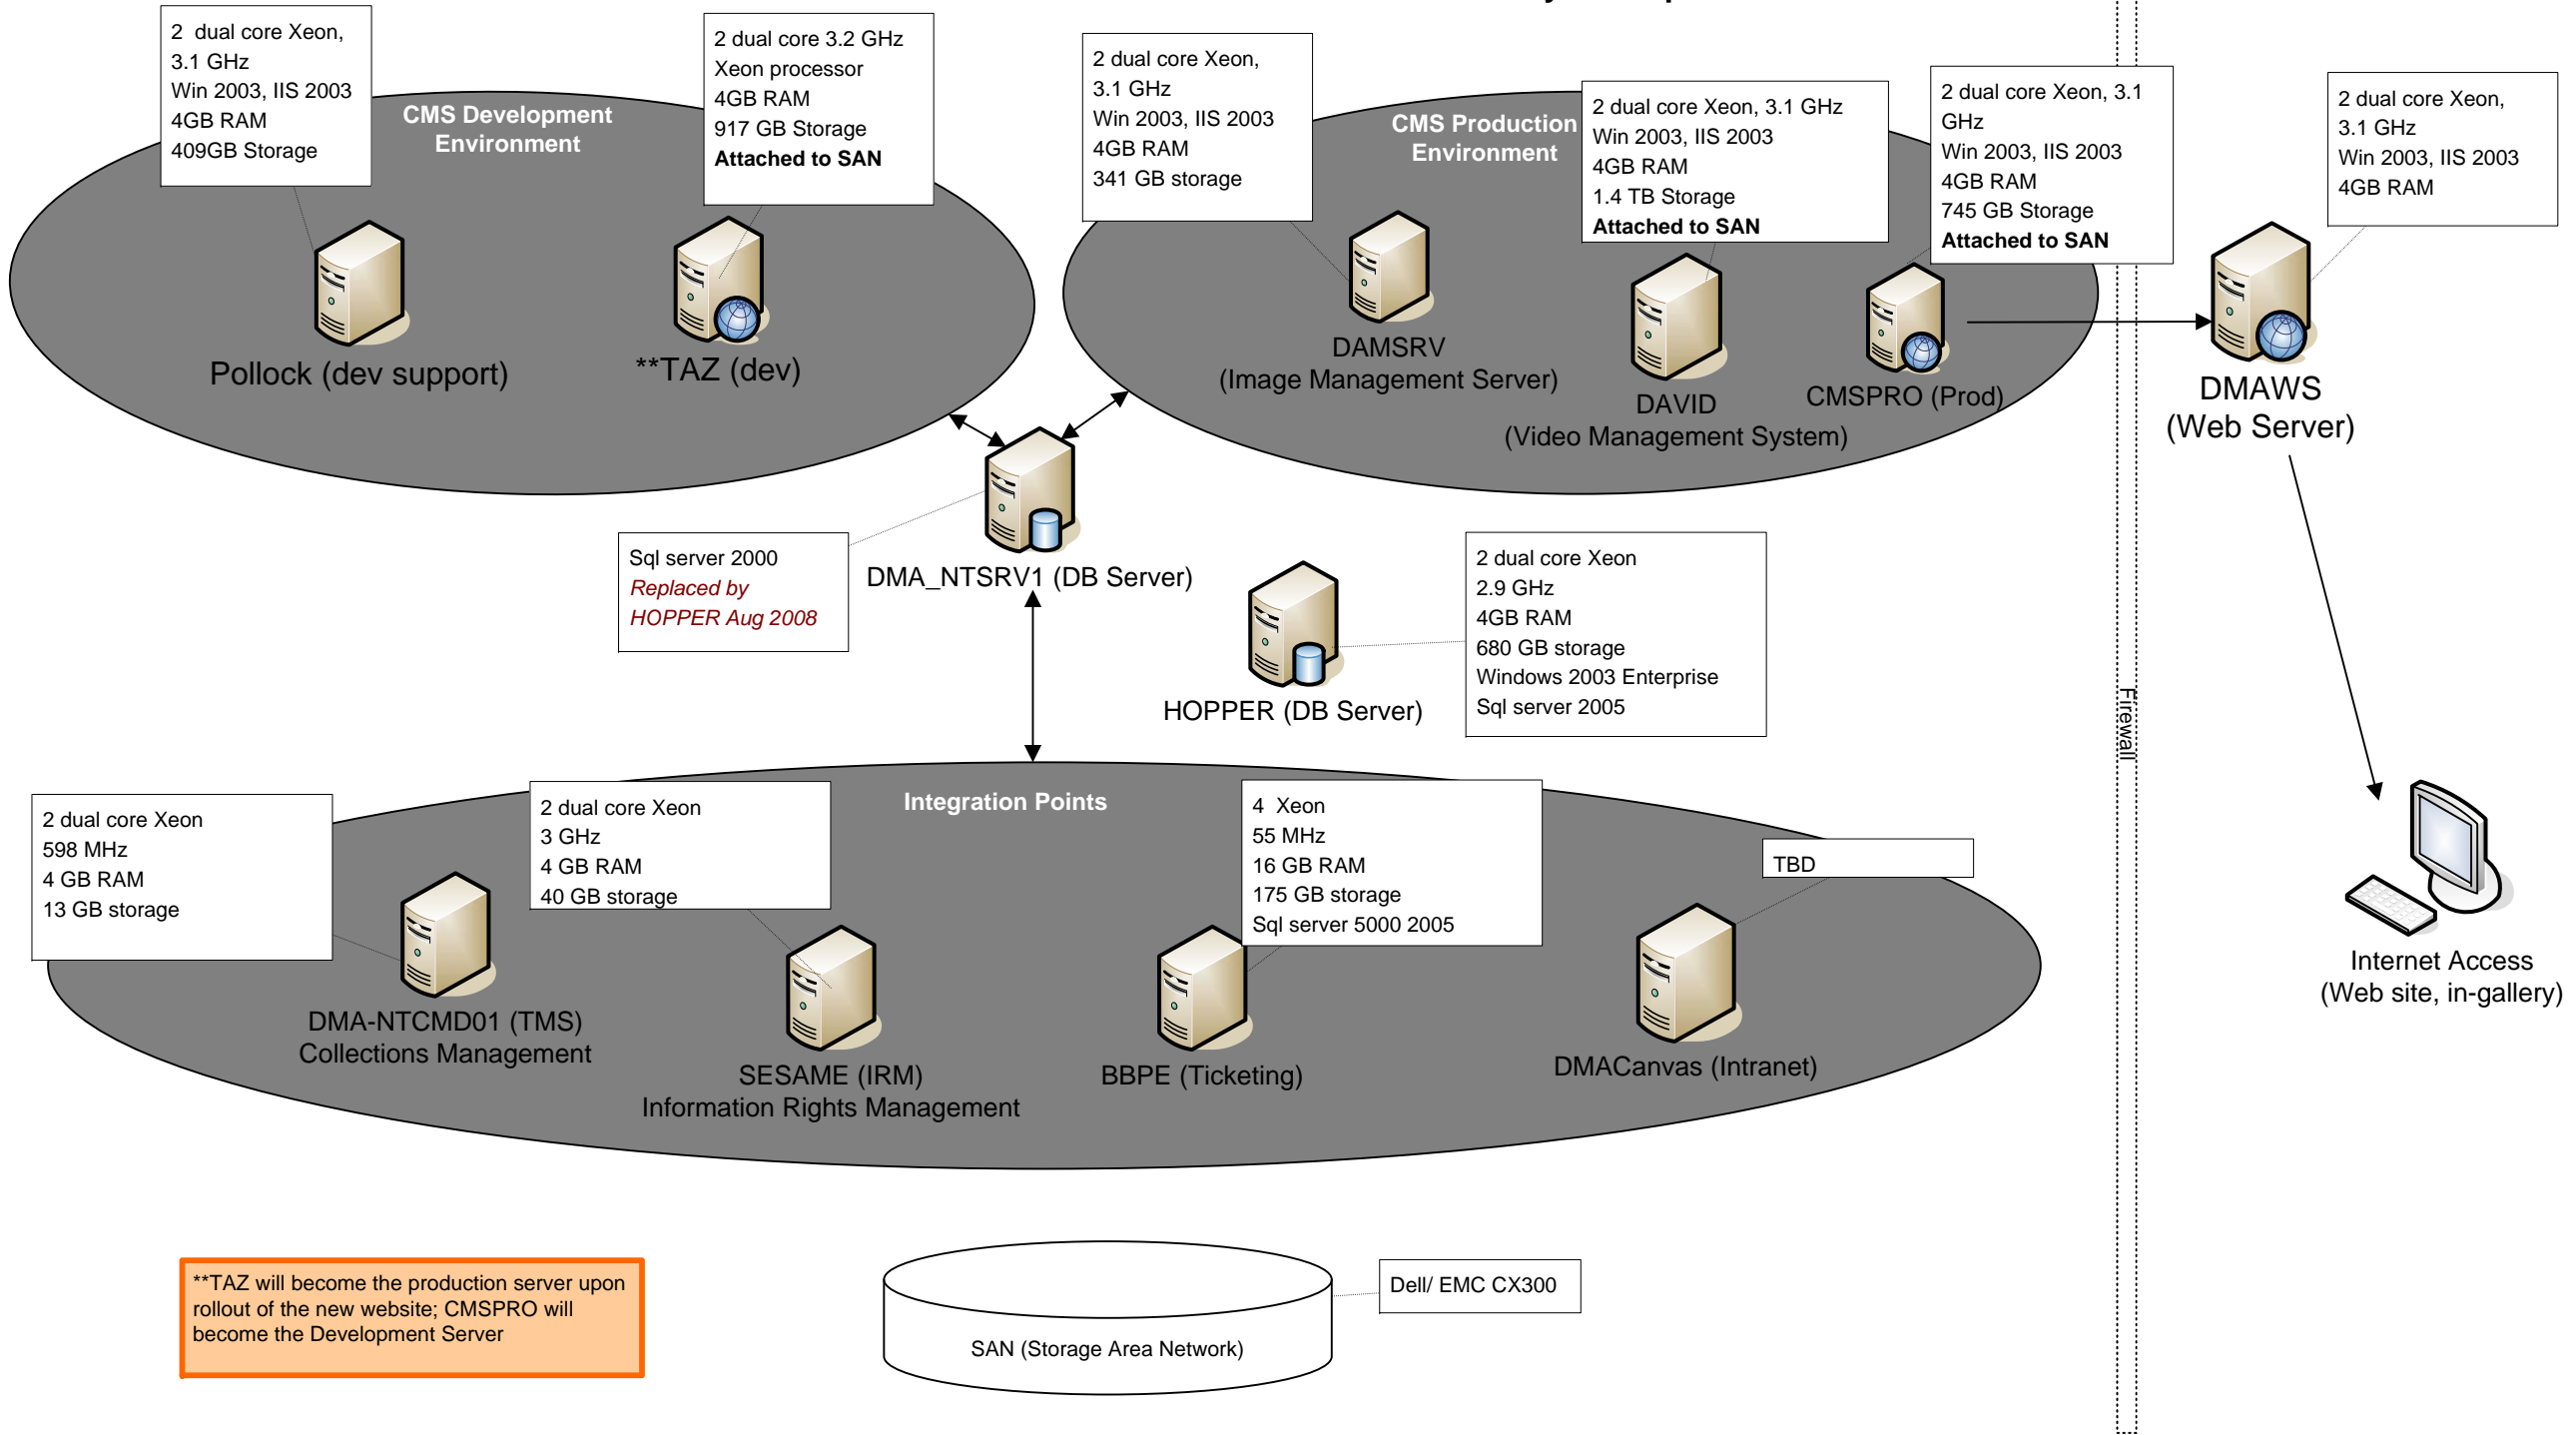 2 dual core Xeon,
3.1 GHz
Win 2003, IIS 2003
4GB RAM
409GB Storage
CMS Development
Environment
2 dual core 3.2 GHz
Xeon processor
4GB RAM
917 GB Storage
Attached to SAN
Pollock (dev support)
**TAZ (dev)
2 dual core Xeon,
3.1 GHz
Win 2003, IIS 2003
4GB RAM
341 GB storage
CMS Production
Environment
2 dual core Xeon, 3.1 GHz
Win 2003, IIS 2003
4GB RAM
1.4 TB Storage
Attached to SAN
2 dual core Xeon, 3.1
GHz
Win 2003, IIS 2003
4GB RAM
745 GB Storage
Attached to SAN
2 dual core Xeon,
3.1 GHz
Win 2003, IIS 2003
4GB RAM
DAMSRV
(Image Management Server)
DAVID
(Video Management System)
CMSPRO (Prod)
DMAWS
(Web Server)
Sql server 2000
Replaced by
HOPPER Aug 2008
DMA_NTSRV1 (DB Server)
HOPPER (DB Server)
2 dual core Xeon
2.9 GHz
4GB RAM
680 GB storage
Windows 2003 Enterprise
Sql server 2005
Firewall
Integration Points
2 dual core Xeon
598 MHz
4 GB RAM
13 GB storage
2 dual core Xeon
3 GHz
4 GB RAM
40 GB storage
4 Xeon
55 MHz
16 GB RAM
175 GB storage
Sql server 5000 2005
TBD
DMA-NTCMD01 (TMS)
Collections Management
SESAME (IRM)
Information Rights Management
BBPE (Ticketing)
DMACanvas (Intranet)
Internet Access
(Web site, in-gallery)
**TAZ will become the production server upon
rollout of the new website; CMSPRO will
become the Development Server
SAN (Storage Area Network)
Dell/ EMC CX300